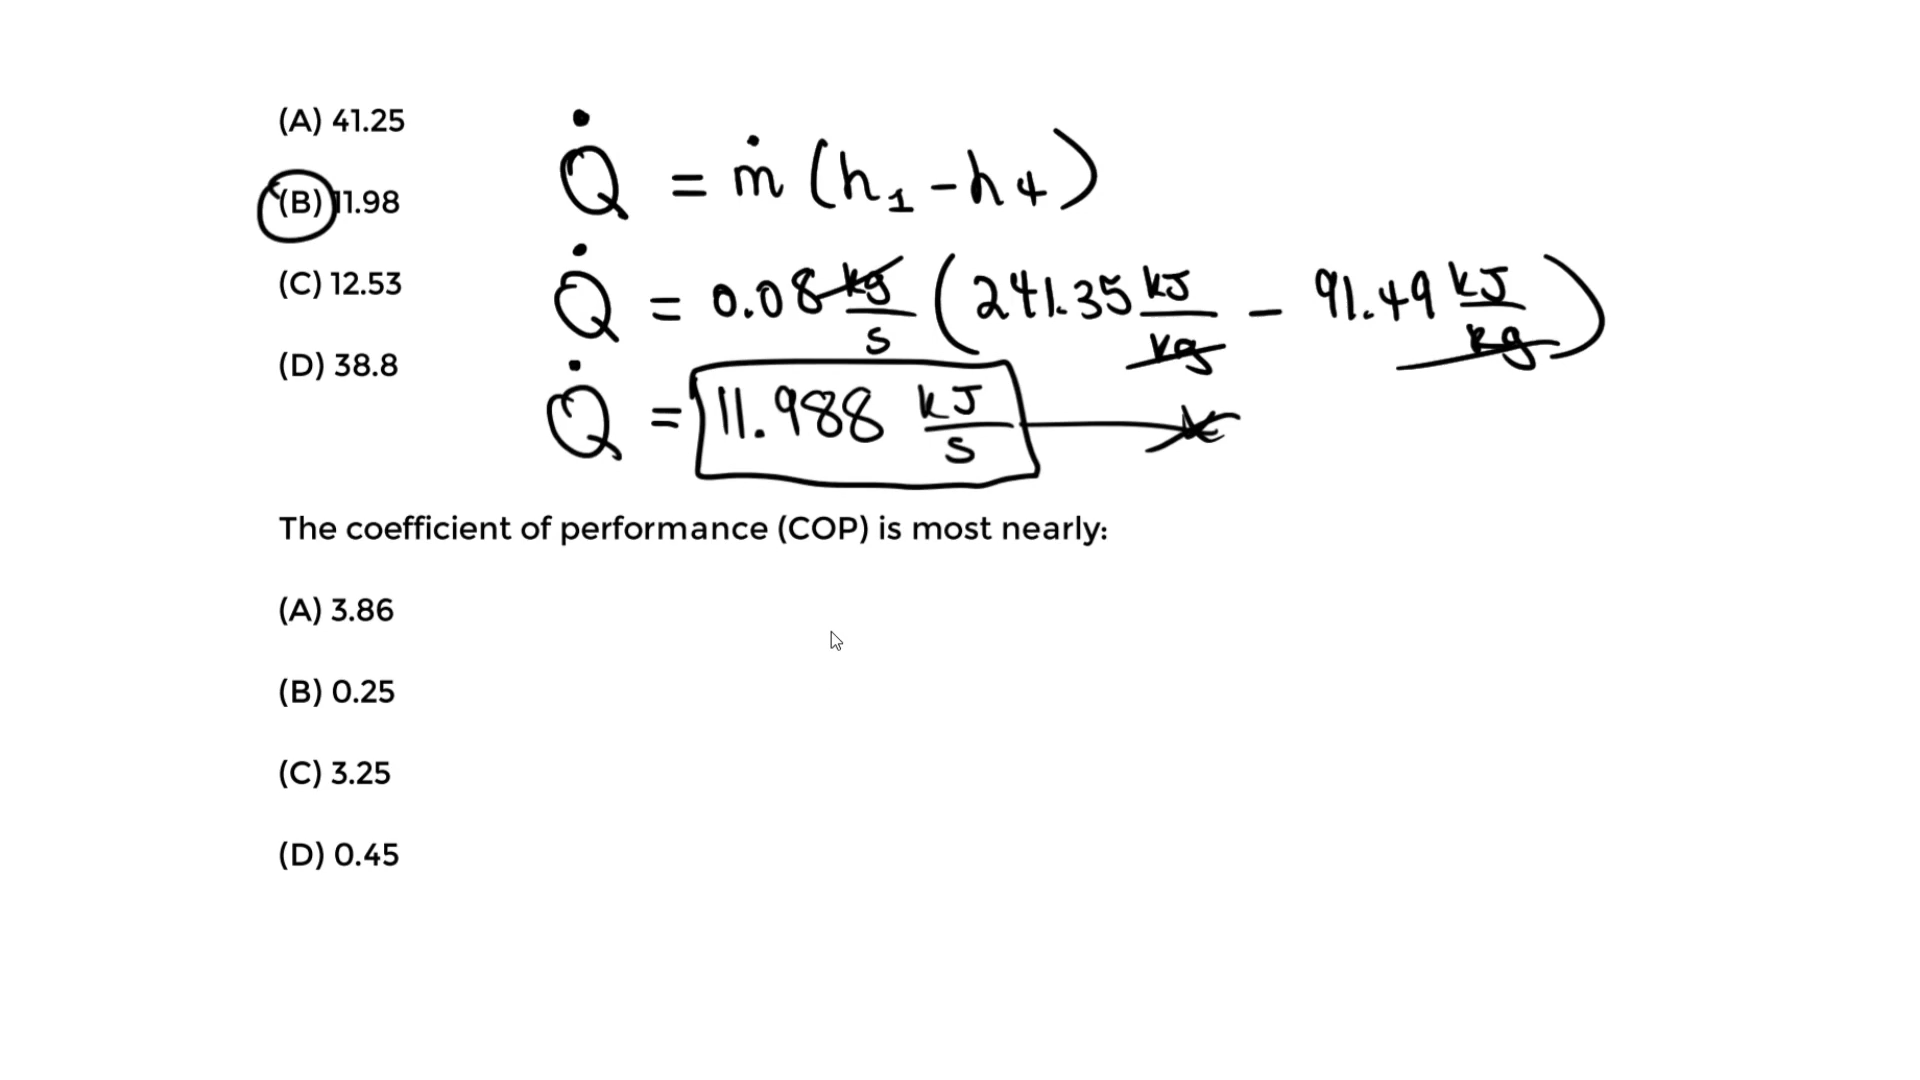 (A) 41.25
Q̇ = ṁ (h₁ - h₄)
(B) 11.98
(C) 12.53
Q̇ = 0.08 kg/s (241.35 kJ/kg - 91.49 kJ/kg)
(D) 38.8
Q̇ = 11.988 kJ/s
The coefficient of performance (COP) is most nearly:
(A) 3.86
(B) 0.25
(C) 3.25
(D) 0.45